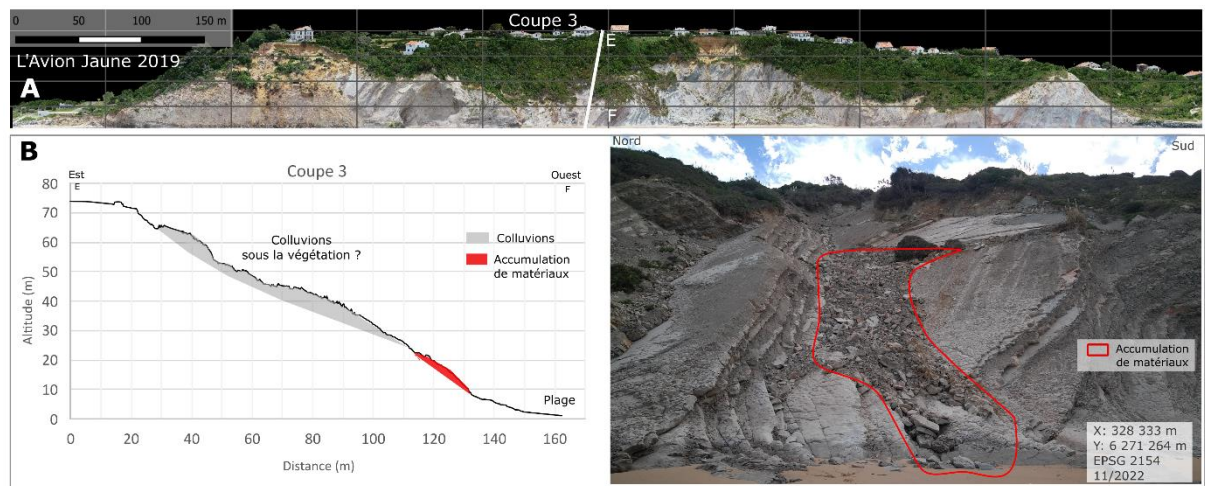 0 50 100 150 m
L'Avion Jaune 2019
A
Coupe 3
E
F
B
Coupe 3
Est
E
Ouest
F
80
70
60
50
40
30
20
10
0
Altitude (m)
0 20 40 60 80 100 120 140 160
Distance (m)
Colluvions
sous la végétation ?
Colluvions
Accumulation
de matériaux
Plage
Nord
Sud
Accumulation
de matériaux
X: 328 333 m
Y: 6 271 264 m
EPSG 2154
11/2022